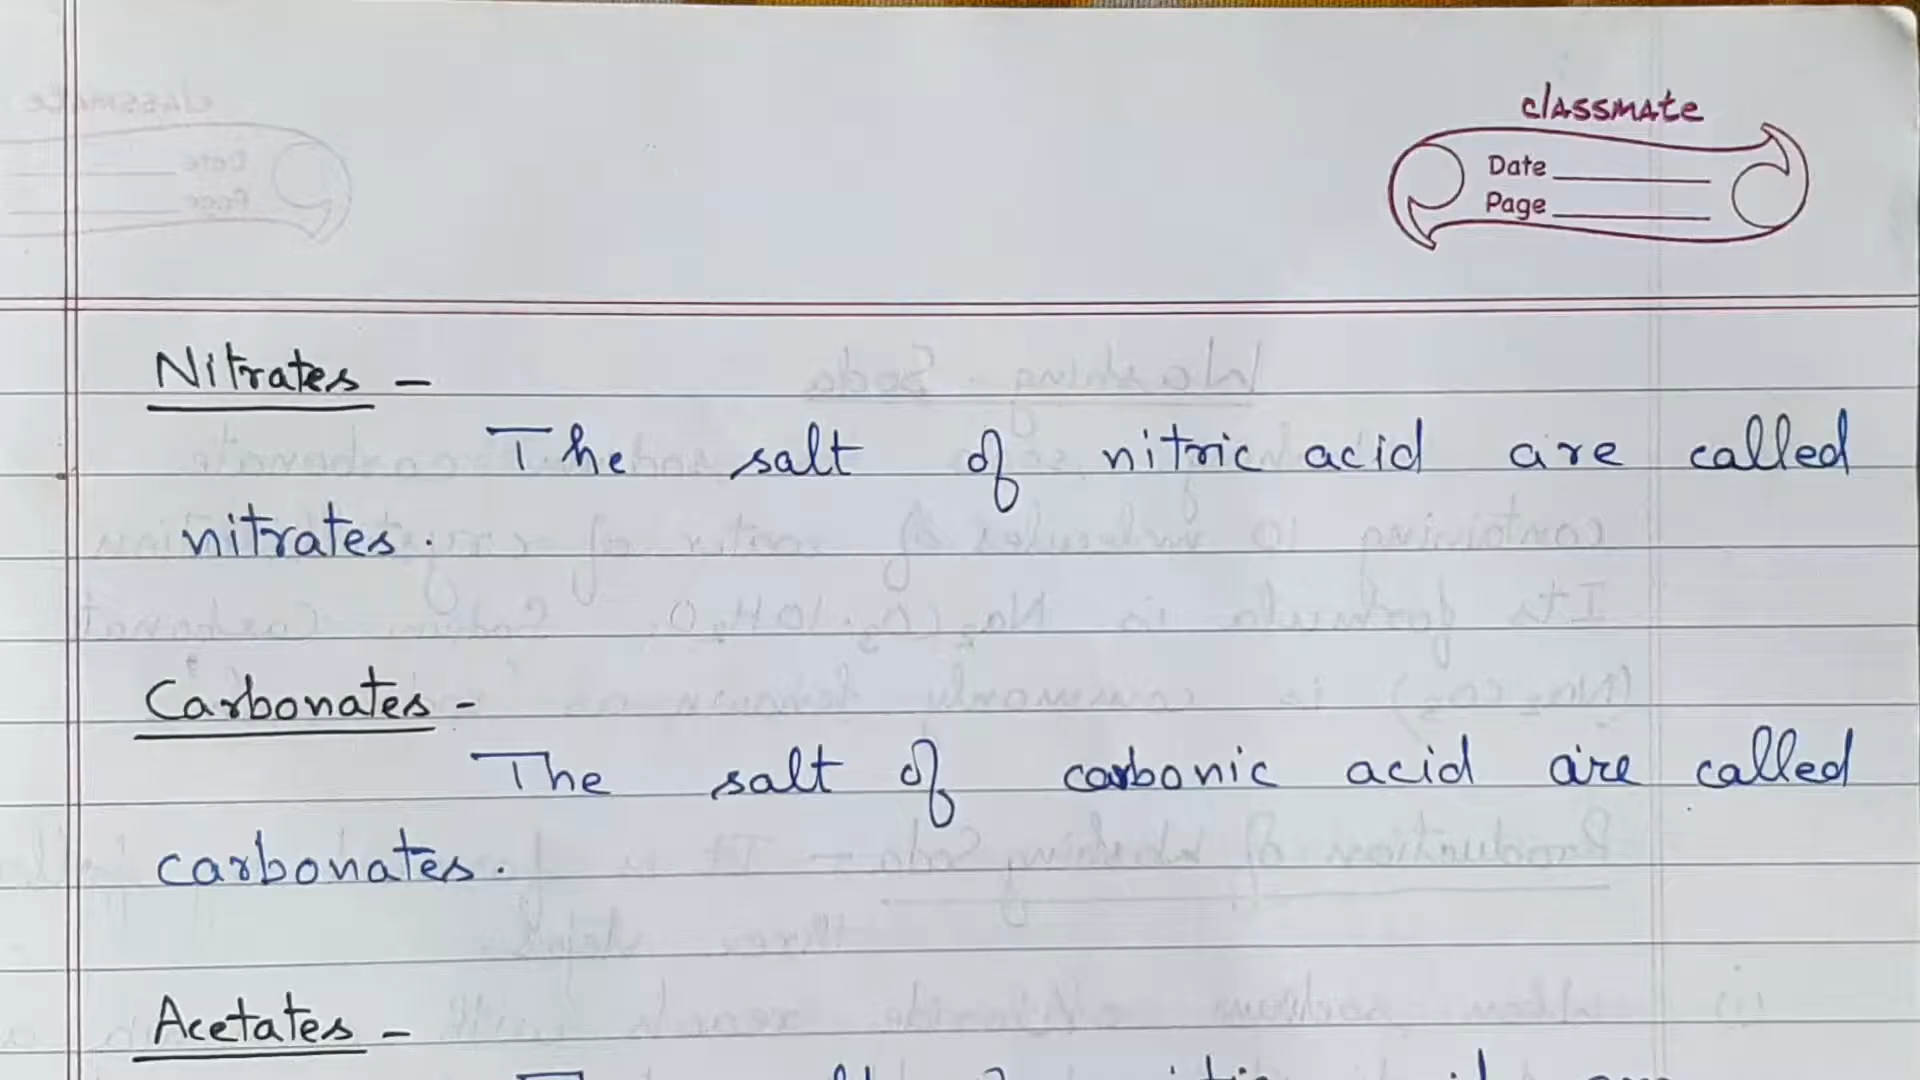 classmate
Date
Page
Nitrates -
The salt of nitric acid are called
nitrates.
Carbonates -
The salt of carbonic acid are called
carbonates.
Acetates -